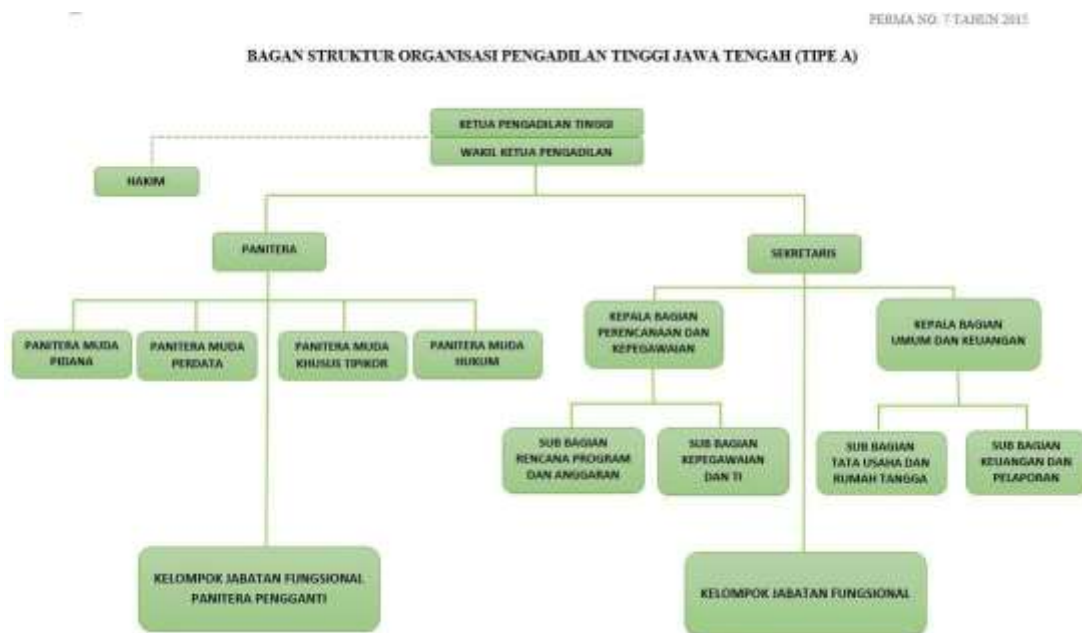 PERMA NO. 7 TAHUN 2015
BAGAN STRUKTUR ORGANISASI PENGADILAN TINGGI JAWA TENGAH (TIPE A)
KETUA PENGADILAN TINGGI
WAKIL KETUA PENGADILAN
HAKIM
PANITERA
SEKRETARIS
PANITERA MUDA
PIDANA
PANITERA MUDA
PERDATA
PANITERA MUDA
KHUSUS TIPIKOR
PANITERA MUDA
HUKUM
KEPALA BAGIAN
PERENCANAAN DAN
KEPEGAWAIAN
KEPALA BAGIAN
UMUM DAN KEUANGAN
SUB BAGIAN
RENCANA PROGRAM
DAN ANGGARAN
SUB BAGIAN
KEPEGAWAIAN
DAN TI
SUB BAGIAN
TATA USAHA DAN
RUMAH TANGGA
SUB BAGIAN
KEUANGAN DAN
PELAPORAN
KELOMPOK JABATAN FUNGSIONAL
PANITERA PENGGANTI
KELOMPOK JABATAN FUNGSIONAL